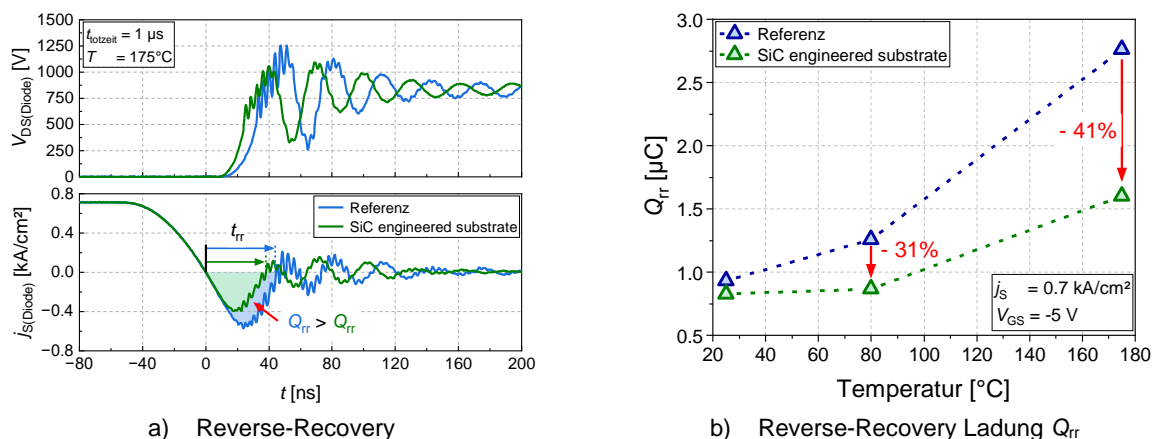 1500
1250
1000
750
500
250
0
V_DS(Diode) [V]
t_totzeit = 1 µs
T = 175°C
0.8
0.4
0.0
−0.4
−0.8
j_S(Diode) [kA/cm²]
Referenz
SiC engineered substrate
t_rr
Q_rr > Q_rr
−80 −40 0 40 80 120 160 200
t [ns]
a) Reverse-Recovery
3.0
2.5
2.0
1.5
1.0
0.5
Q_rr [µC]
Referenz
SiC engineered substrate
- 41%
- 31%
j_S = 0.7 kA/cm²
V_GS = -5 V
20 40 60 80 100 120 140 160 180
Temperatur [°C]
b) Reverse-Recovery Ladung Q_rr